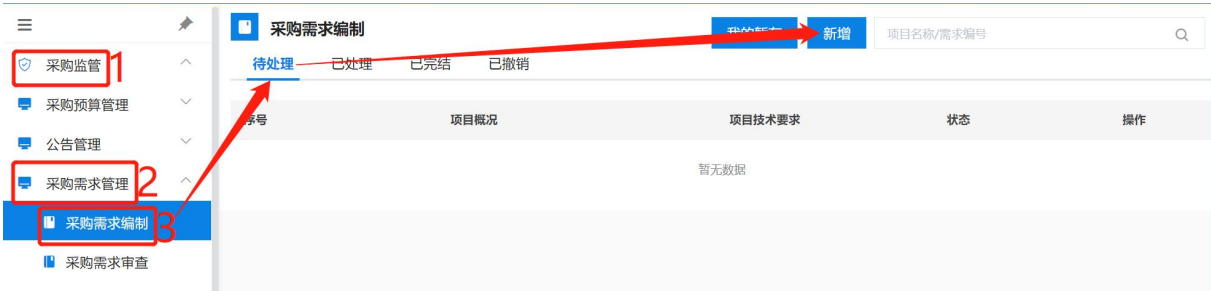 采购需求编制
新增
项目名称/需求编号
采购监管 1
待处理 已处理 已完结 已撤销
采购预算管理
序号 项目概况 项目技术要求 状态 操作
公告管理
暂无数据
采购需求管理 2
采购需求编制 3
采购需求审查